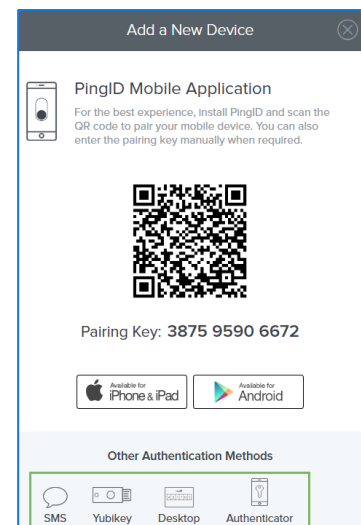 Add a New Device
PingID Mobile Application
For the best experience, install PingID and scan the
QR code to pair your mobile device. You can also
enter the pairing key manually when required.
Pairing Key: 3875 9590 6672
Available for
iPhone & iPad
Available for
Android
Other Authentication Methods
SMS Yubikey Desktop Authenticator